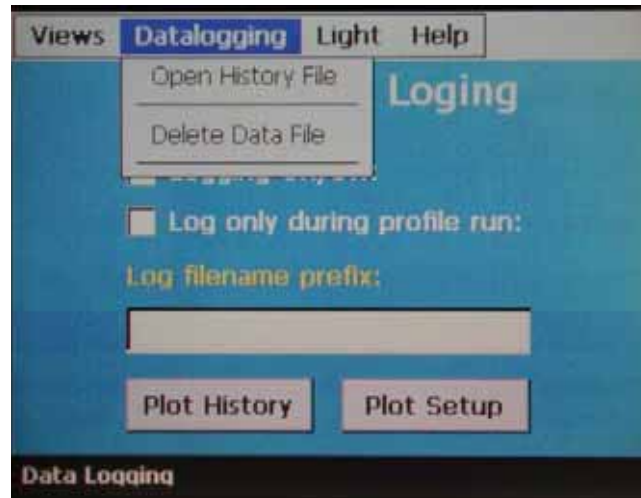 Views Datalogging Light Help
Open History File
Loging
Delete Data File
Log only during profile run:
Log filename prefix:
Plot History Plot Setup
Data Logging